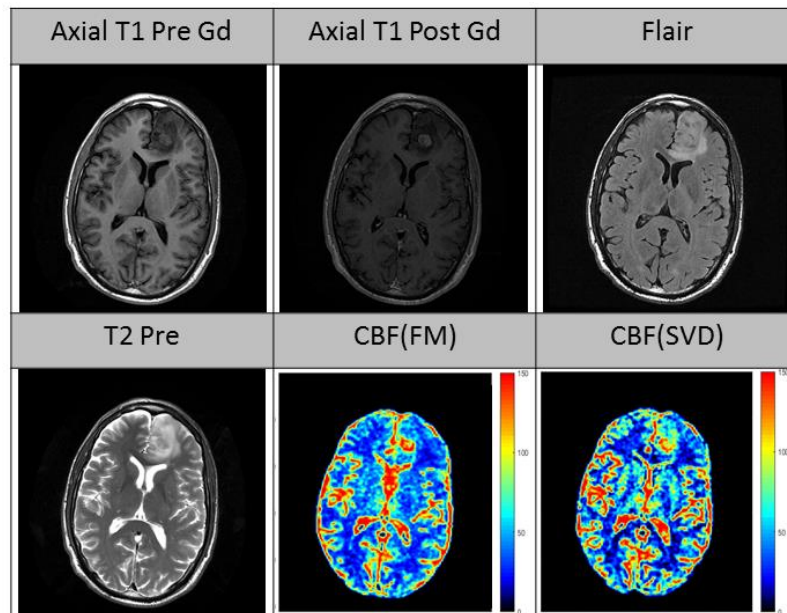 Axial T1 Pre Gd
Axial T1 Post Gd
Flair
T2 Pre
CBF(FM)
CBF(SVD)
150
100
50
0
150
100
50
0